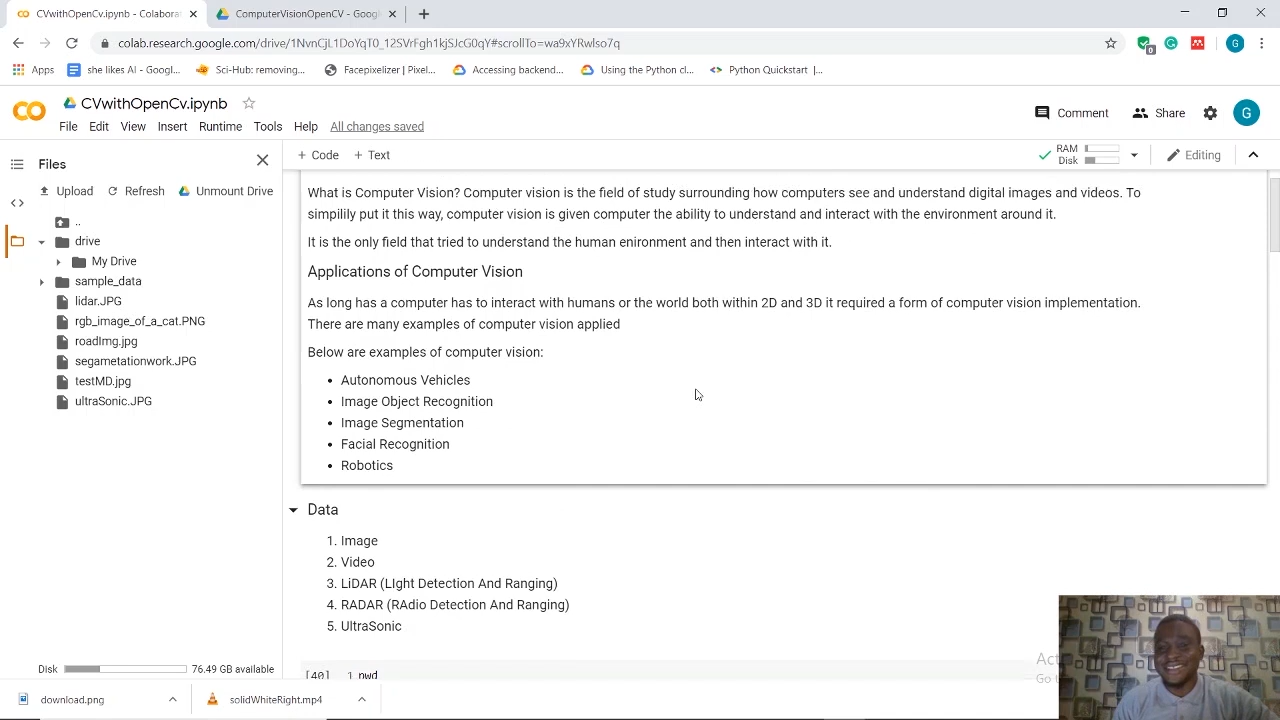 CVwithOpenCv.ipynb - Colaborat
ComputerVisionOpenCV - Google
colab.research.google.com/drive/1NvnCjL1DoYqT0_12SVrFgh1kjSJcG0qY#scrollTo=wa9xYRwlso7q
0
G
Apps
she likes AI - Googl...
Sci-Hub: removing...
Facepixelizer | Pixel...
Accessing backend...
Using the Python cl...
Python Quickstart |...
CVwithOpenCv.ipynb
Comment
Share
G
File Edit View Insert Runtime Tools Help All changes saved
Files
+ Code + Text
RAM
Disk
Editing
Upload Refresh Unmount Drive
..
drive
My Drive
sample_data
lidar.JPG
rgb_image_of_a_cat.PNG
roadImg.jpg
segametationwork.JPG
testMD.jpg
ultraSonic.JPG
Disk 76.49 GB available
What is Computer Vision? Computer vision is the field of study surrounding how computers see and understand digital images and videos. To
simplily put it this way, computer vision is given computer the ability to understand and interact with the environment around it.
It is the only field that tried to understand the human enironment and then interact with it.
Applications of Computer Vision
As long has a computer has to interact with humans or the world both within 2D and 3D it required a form of computer vision implementation.
There are many examples of computer vision applied
Below are examples of computer vision:
• Autonomous Vehicles
• Image Object Recognition
• Image Segmentation
• Facial Recognition
• Robotics
Data
1. Image
2. Video
3. LiDAR (LIght Detection And Ranging)
4. RADAR (RAdio Detection And Ranging)
5. UltraSonic
[40] 1 pwd
Go
download.png
solidWhiteRight.mp4